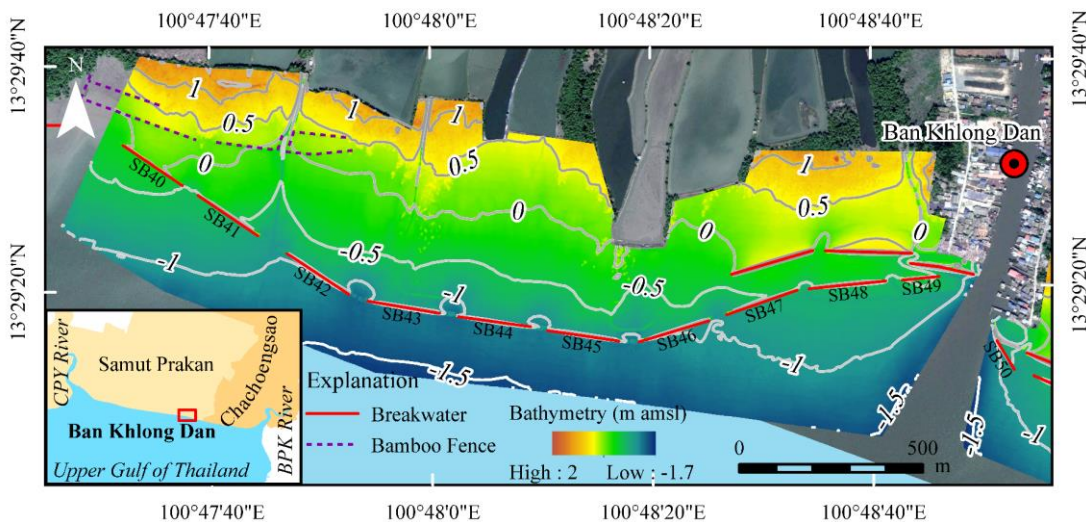 100°47'40"E 100°48'0"E 100°48'20"E 100°48'40"E
13°29'40"N
13°29'40"N
N
1
1
1
1
0.5
0.5
0.5
Ban Khlong Dan
0
0
0
0
SB40
SB41
-0.5
-0.5
-1
-1
-1
-1
SB42
SB43
SB44
SB45
SB46
SB47
SB48
SB49
SB50
13°29'20"N
13°29'20"N
-1.5
-1.5
-1.5
CPY River
Samut Prakan
Chachoengsao
BPK River
Ban Khlong Dan
Upper Gulf of Thailand
Explanation
Breakwater
Bamboo Fence
Bathymetry (m amsl)
High : 2 Low : -1.7
0 500
m
100°47'40"E 100°48'0"E 100°48'20"E 100°48'40"E